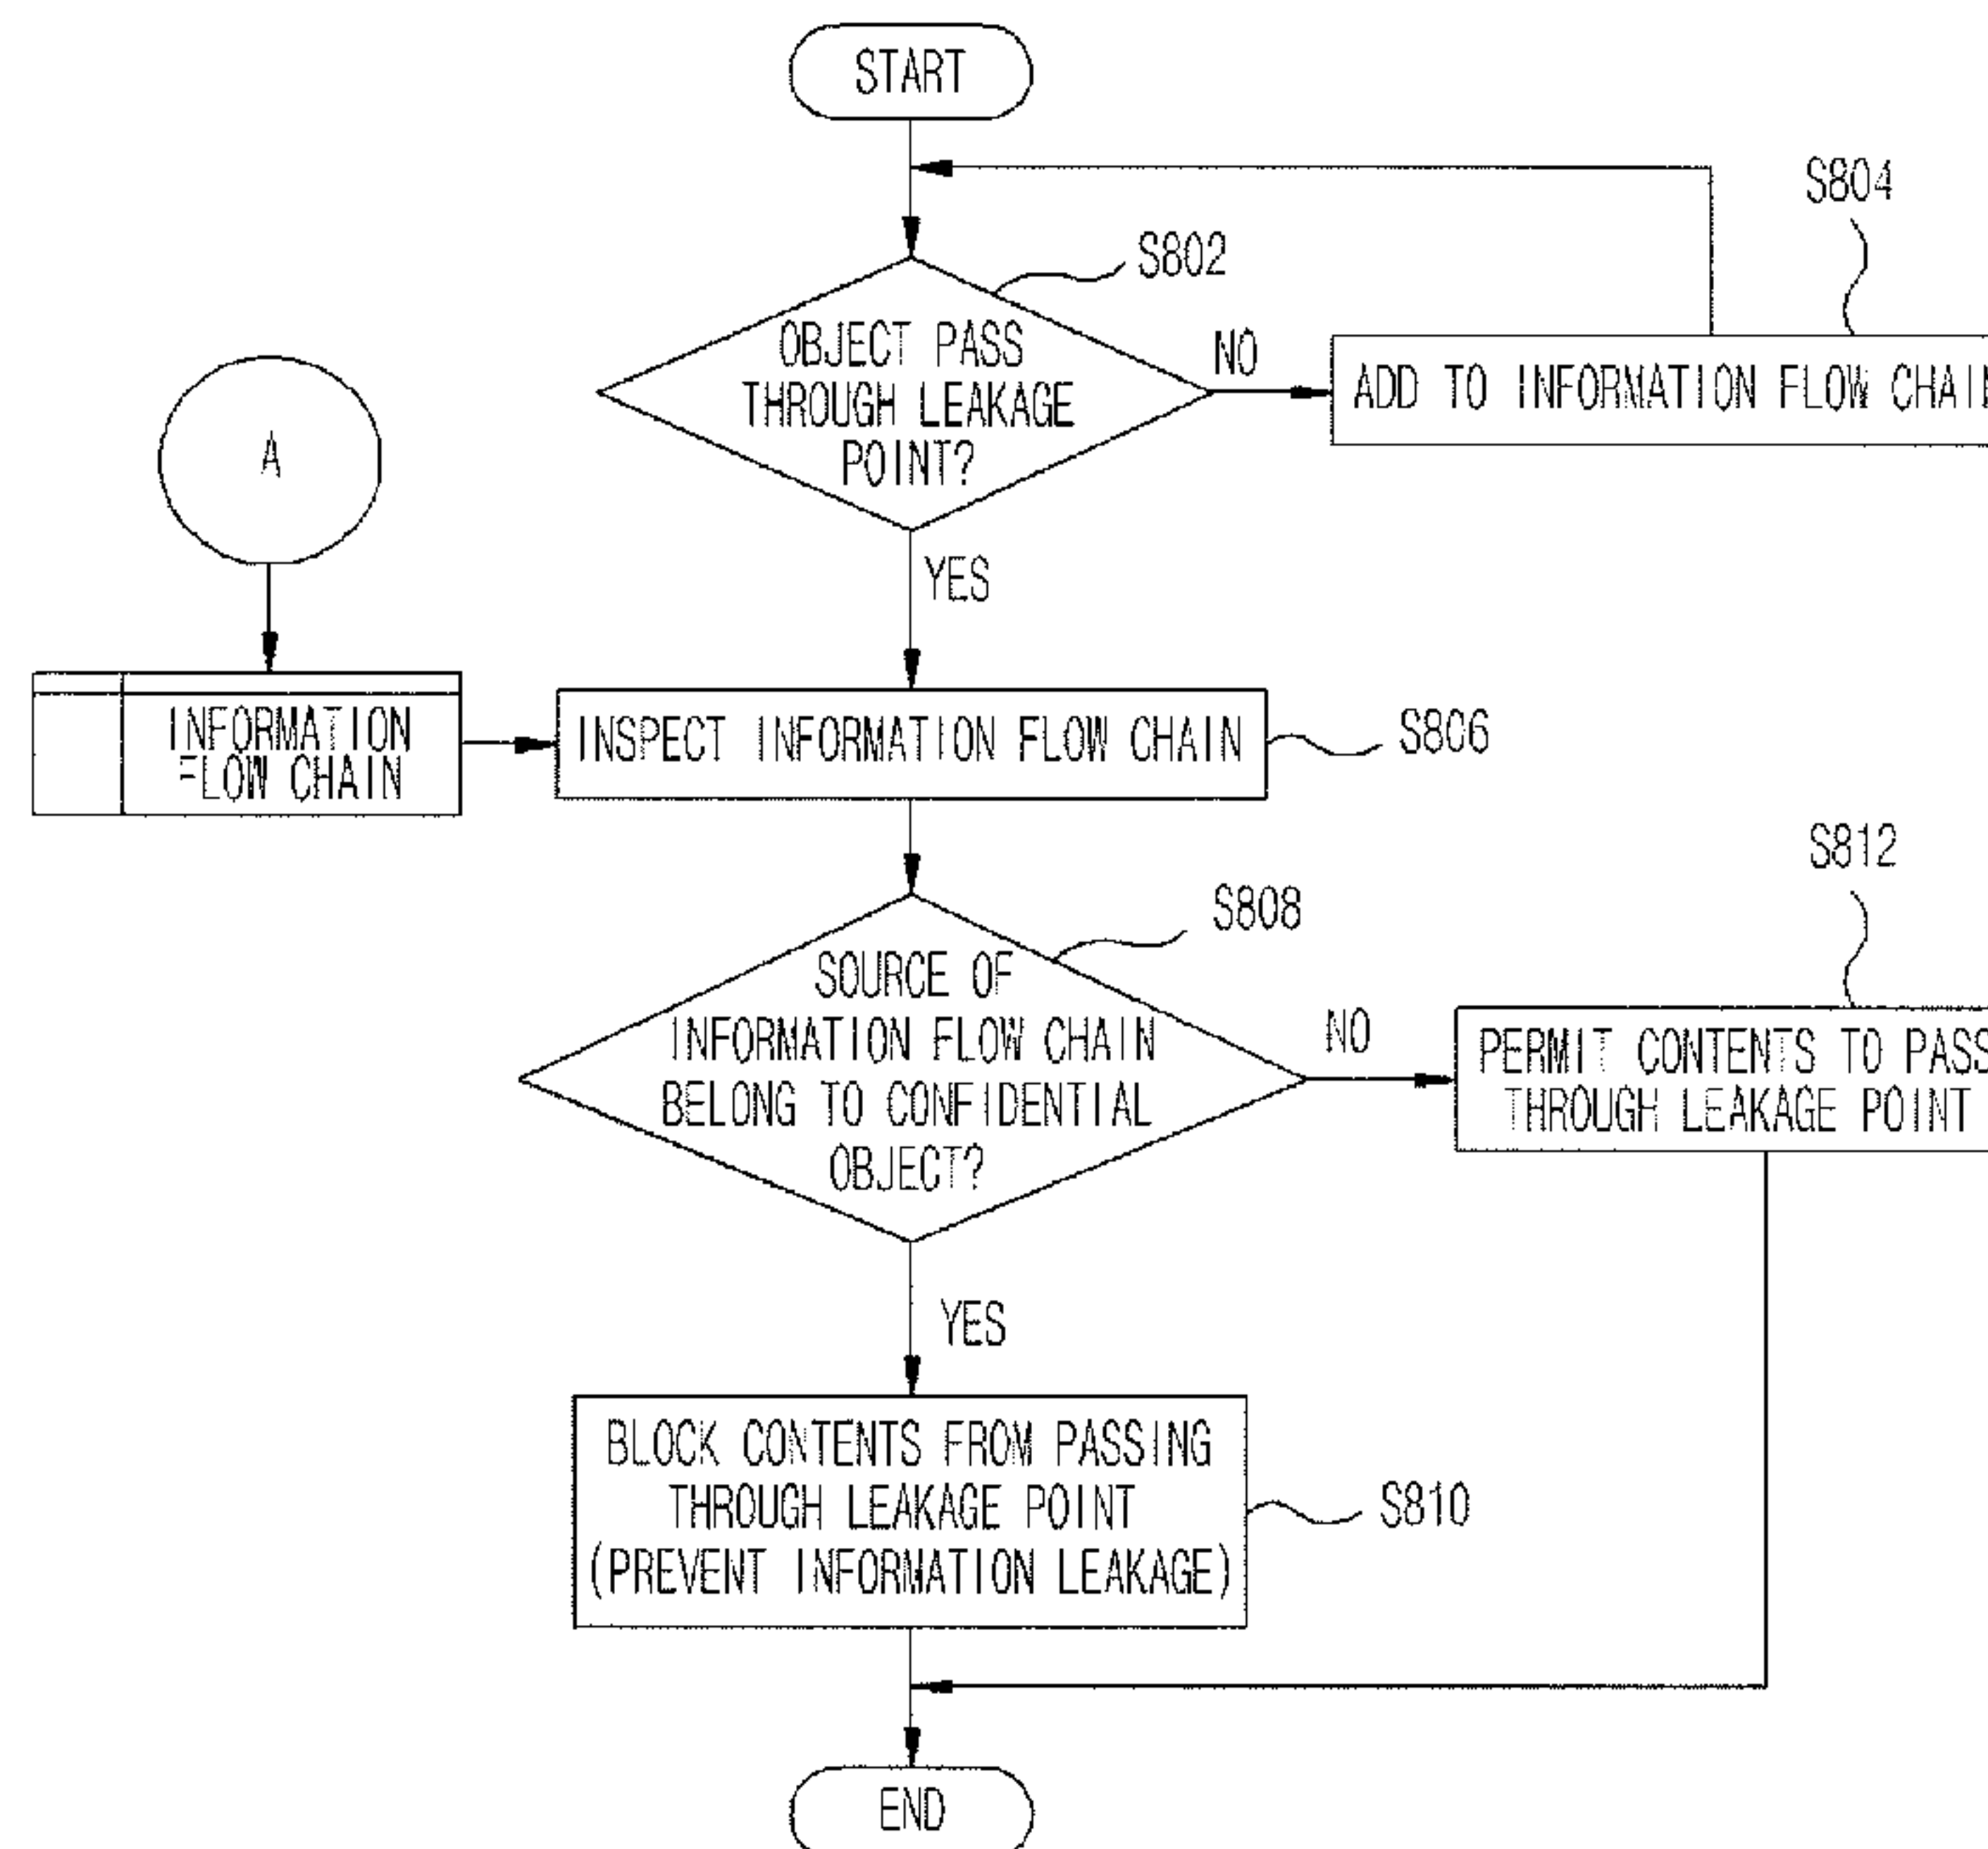 START
S804
S802
OBJECT PASS
THROUGH LEAKAGE
POINT?
NO
ADD TO INFORMATION FLOW CHAIN
A
YES
INFORMATION
FLOW CHAIN
INSPECT INFORMATION FLOW CHAIN
S806
S812
S808
SOURCE OF
INFORMATION FLOW CHAIN
BELONG TO CONFIDENTIAL
OBJECT?
NO
PERMIT CONTENTS TO PASS
THROUGH LEAKAGE POINT
YES
BLOCK CONTENTS FROM PASSING
THROUGH LEAKAGE POINT
(PREVENT INFORMATION LEAKAGE)
S810
END